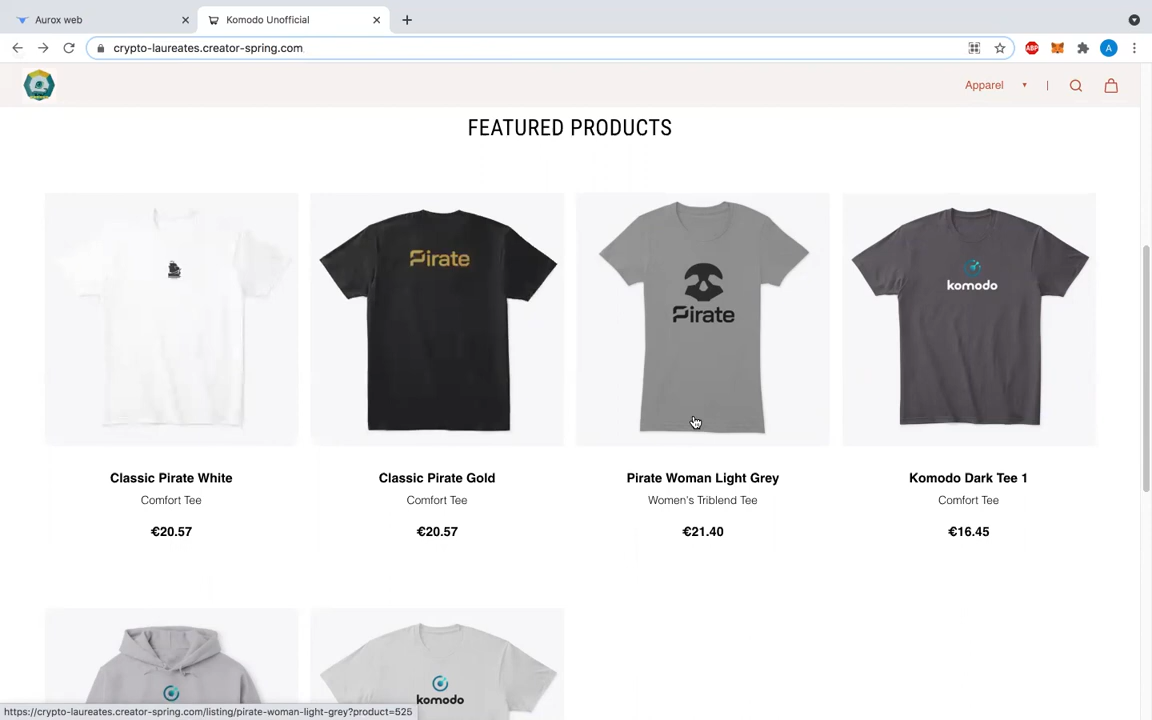 Aurox web
Komodo Unofficial
crypto-laureates.creator-spring.com
ABP
A
Apparel
FEATURED PRODUCTS
Pirate
Pirate
komodo
Classic Pirate White
Classic Pirate Gold
Pirate Woman Light Grey
Komodo Dark Tee 1
Comfort Tee
Comfort Tee
Women's Triblend Tee
Comfort Tee
€20.57
€20.57
€21.40
€16.45
komodo
https://crypto-laureates.creator-spring.com/listing/pirate-woman-light-grey?product=525